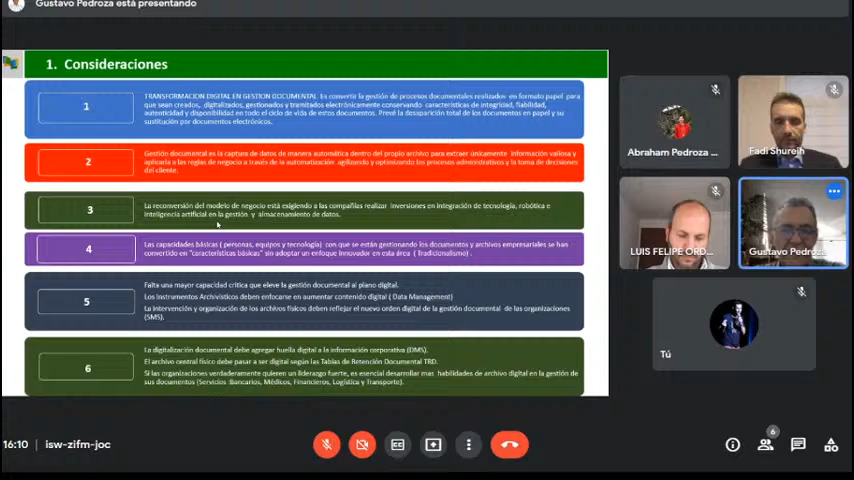 Gustavo Pedroza está presentando
1. Consideraciones
1
TRANSFORMACION DIGITAL EN GESTION DOCUMENTAL. Es convertir la gestión de procesos documentales realizados en formato papel para
que sean creados, digitalizados, gestionados y tramitados electrónicamente conservando características de integridad, fiabilidad,
autenticidad y disponibilidad en todo el ciclo de vida de estos documentos. Prevé la desaparición total de los documentos en papel y su
sustitución por documentos electrónicos.
2
Gestión documental es la captura de datos de manera automática dentro del propio archivo para extraer únicamente información valiosa y
aplicarla a las reglas de negocio a través de la automatización agilizando y optimizando los procesos administrativos y la toma de decisiones
del cliente.
3
La reconversión del modelo de negocio está exigiendo a las compañías realizar inversiones en integración de tecnología, robótica e
inteligencia artificial en la gestión y almacenamiento de datos.
4
Las capacidades básicas ( personas, equipos y tecnología) con que se están gestionando los documentos y archivos empresariales se han
convertido en "características básicas" sin adoptar un enfoque innovador en esta área ( Tradicionalismo) .
5
Falta una mayor capacidad crítica que eleve la gestión documental al plano digital.
Los Instrumentos Archivísticos deben enfocarse en aumentar contenido digital ( Data Management)
La intervención y organización de los archivos físicos deben reflejar el nuevo orden digital de la gestión documental de las organizaciones
(SMS).
6
La digitalización documental debe agregar huella digital a la información corporativa (DMS).
El archivo central físico debe pasar a ser digital según las Tablas de Retención Documental TRD.
Si las organizaciones verdaderamente quieren un liderazgo fuerte, es esencial desarrollar mas habilidades de archivo digital en la gestión de
sus documentos (Servicios :Bancarios, Médicos, Financieros, Logística y Transporte).
Abraham Pedroza ...
Fadi Shureih
LUIS FELIPE ORD...
Gustavo Pedroza...
Tú
16:10 | isw-zifm-joc
6